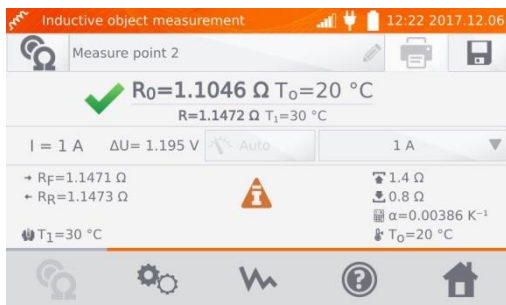 Inductive object measurement 12:22 2017.12.06
Measure point 2
R0=1.1046 Ω To=20 °C
R=1.1472 Ω T1=30 °C
I = 1 A ΔU= 1.195 V Auto 1 A
RF=1.1471 Ω 1.4 Ω
RR=1.1473 Ω 0.8 Ω
α=0.00386 K⁻¹
T1=30 °C To=20 °C